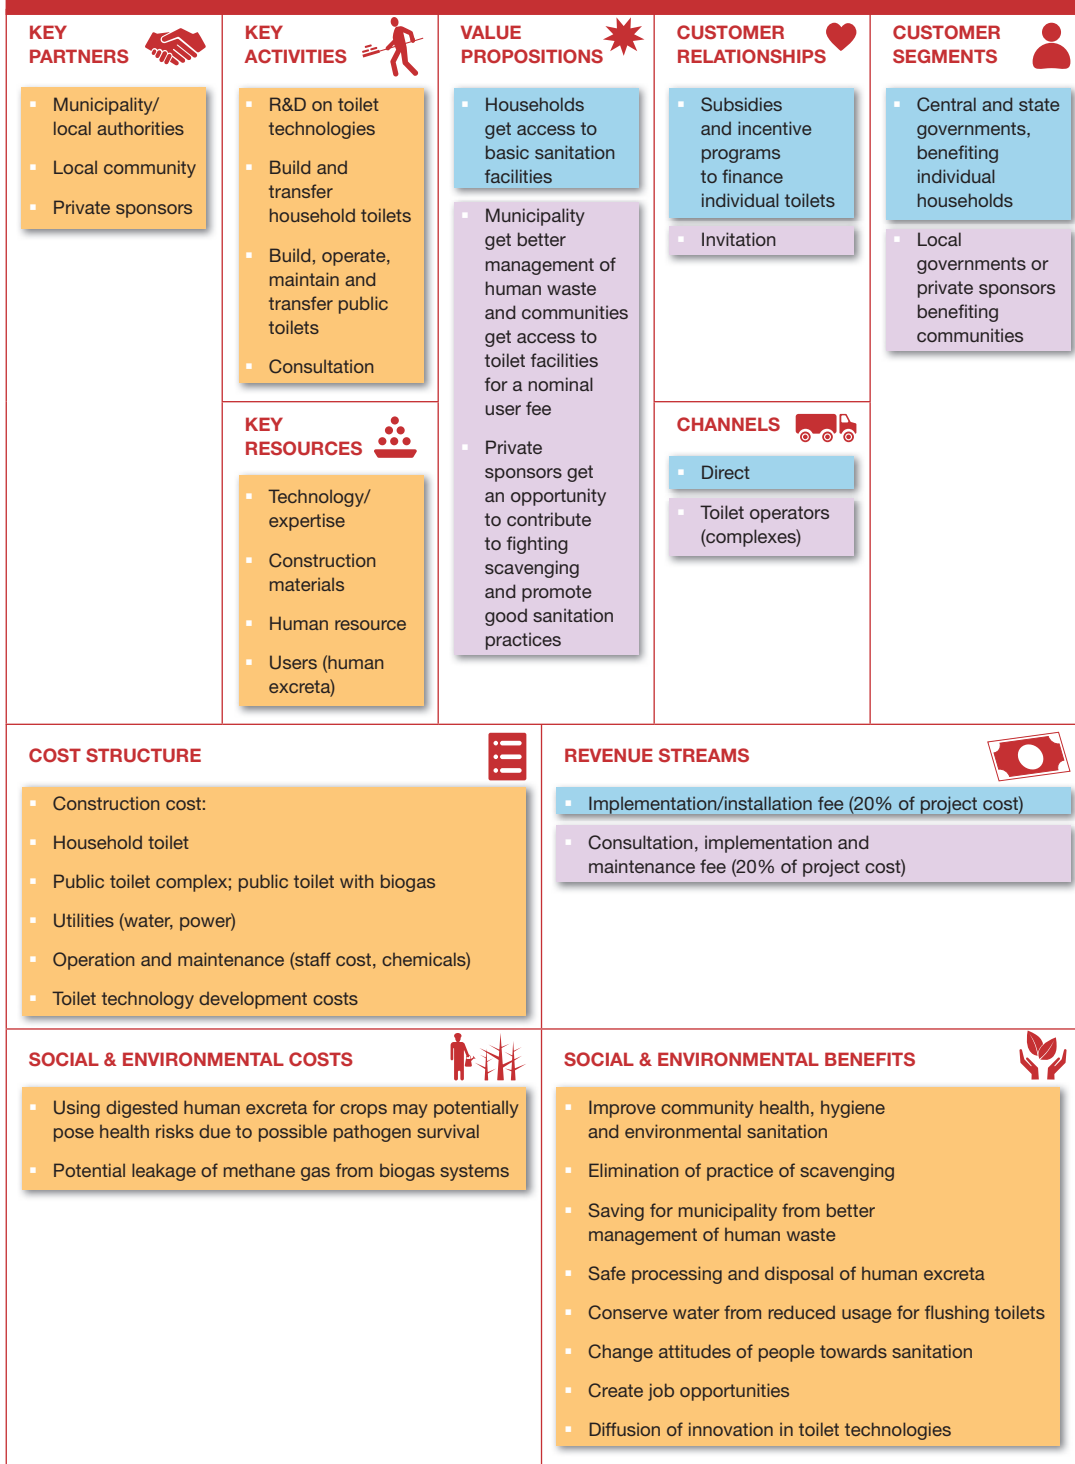 KEY
PARTNERS
Municipality/
local authorities
Local community
Private sponsors
KEY
ACTIVITIES
R&D on toilet
technologies
Build and
transfer
household toilets
Build, operate,
maintain and
transfer public
toilets
Consultation
KEY
RESOURCES
Technology/
expertise
Construction
materials
Human resource
Users (human
excreta)
VALUE
PROPOSITIONS
Households
get access to
basic sanitation
facilities
Municipality
get better
management of
human waste
and communities
get access to
toilet facilities
for a nominal
user fee
Private
sponsors get
an opportunity
to contribute
to fighting
scavenging
and promote
good sanitation
practices
CUSTOMER
RELATIONSHIPS
Subsidies
and incentive
programs
to finance
individual toilets
Invitation
CHANNELS
Direct
Toilet operators
(complexes)
CUSTOMER
SEGMENTS
Central and state
governments,
benefiting
individual
households
Local
governments or
private sponsors
benefiting
communities
COST STRUCTURE
Construction cost:
Household toilet
Public toilet complex; public toilet with biogas
Utilities (water, power)
Operation and maintenance (staff cost, chemicals)
Toilet technology development costs
REVENUE STREAMS
Implementation/installation fee (20% of project cost)
Consultation, implementation and
maintenance fee (20% of project cost)
SOCIAL & ENVIRONMENTAL COSTS
Using digested human excreta for crops may potentially
pose health risks due to possible pathogen survival
Potential leakage of methane gas from biogas systems
SOCIAL & ENVIRONMENTAL BENEFITS
Improve community health, hygiene
and environmental sanitation
Elimination of practice of scavenging
Saving for municipality from better
management of human waste
Safe processing and disposal of human excreta
Conserve water from reduced usage for flushing toilets
Change attitudes of people towards sanitation
Create job opportunities
Diffusion of innovation in toilet technologies